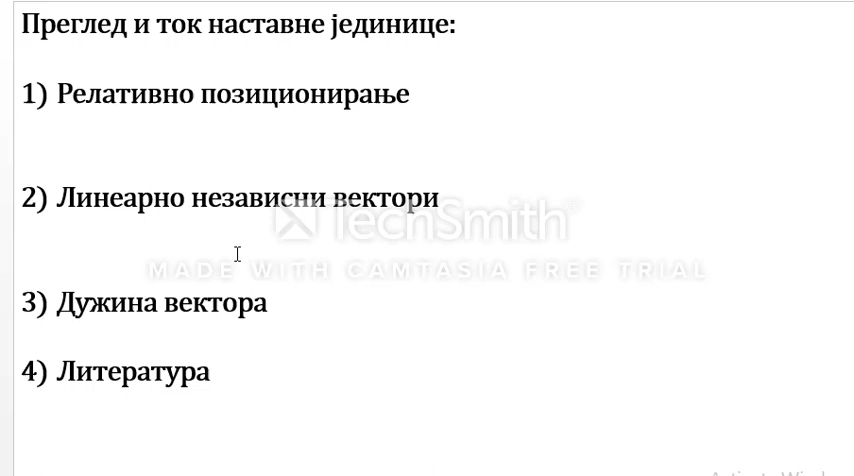 Преглед и ток наставне јединице:
1) Релативно позиционирање
2) Линеарно независни вектори
TechSmith
MADE WITH CAMTASIA FREE TRIAL
3) Дужина вектора
4) Литература